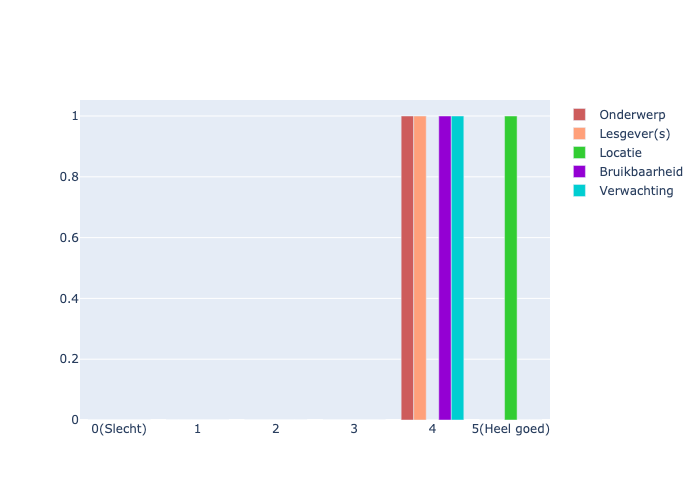 1
0.8
0.6
0.4
0.2
0
0(Slecht) 1 2 3 4 5(Heel goed)
Onderwerp
Lesgever(s)
Locatie
Bruikbaarheid
Verwachting